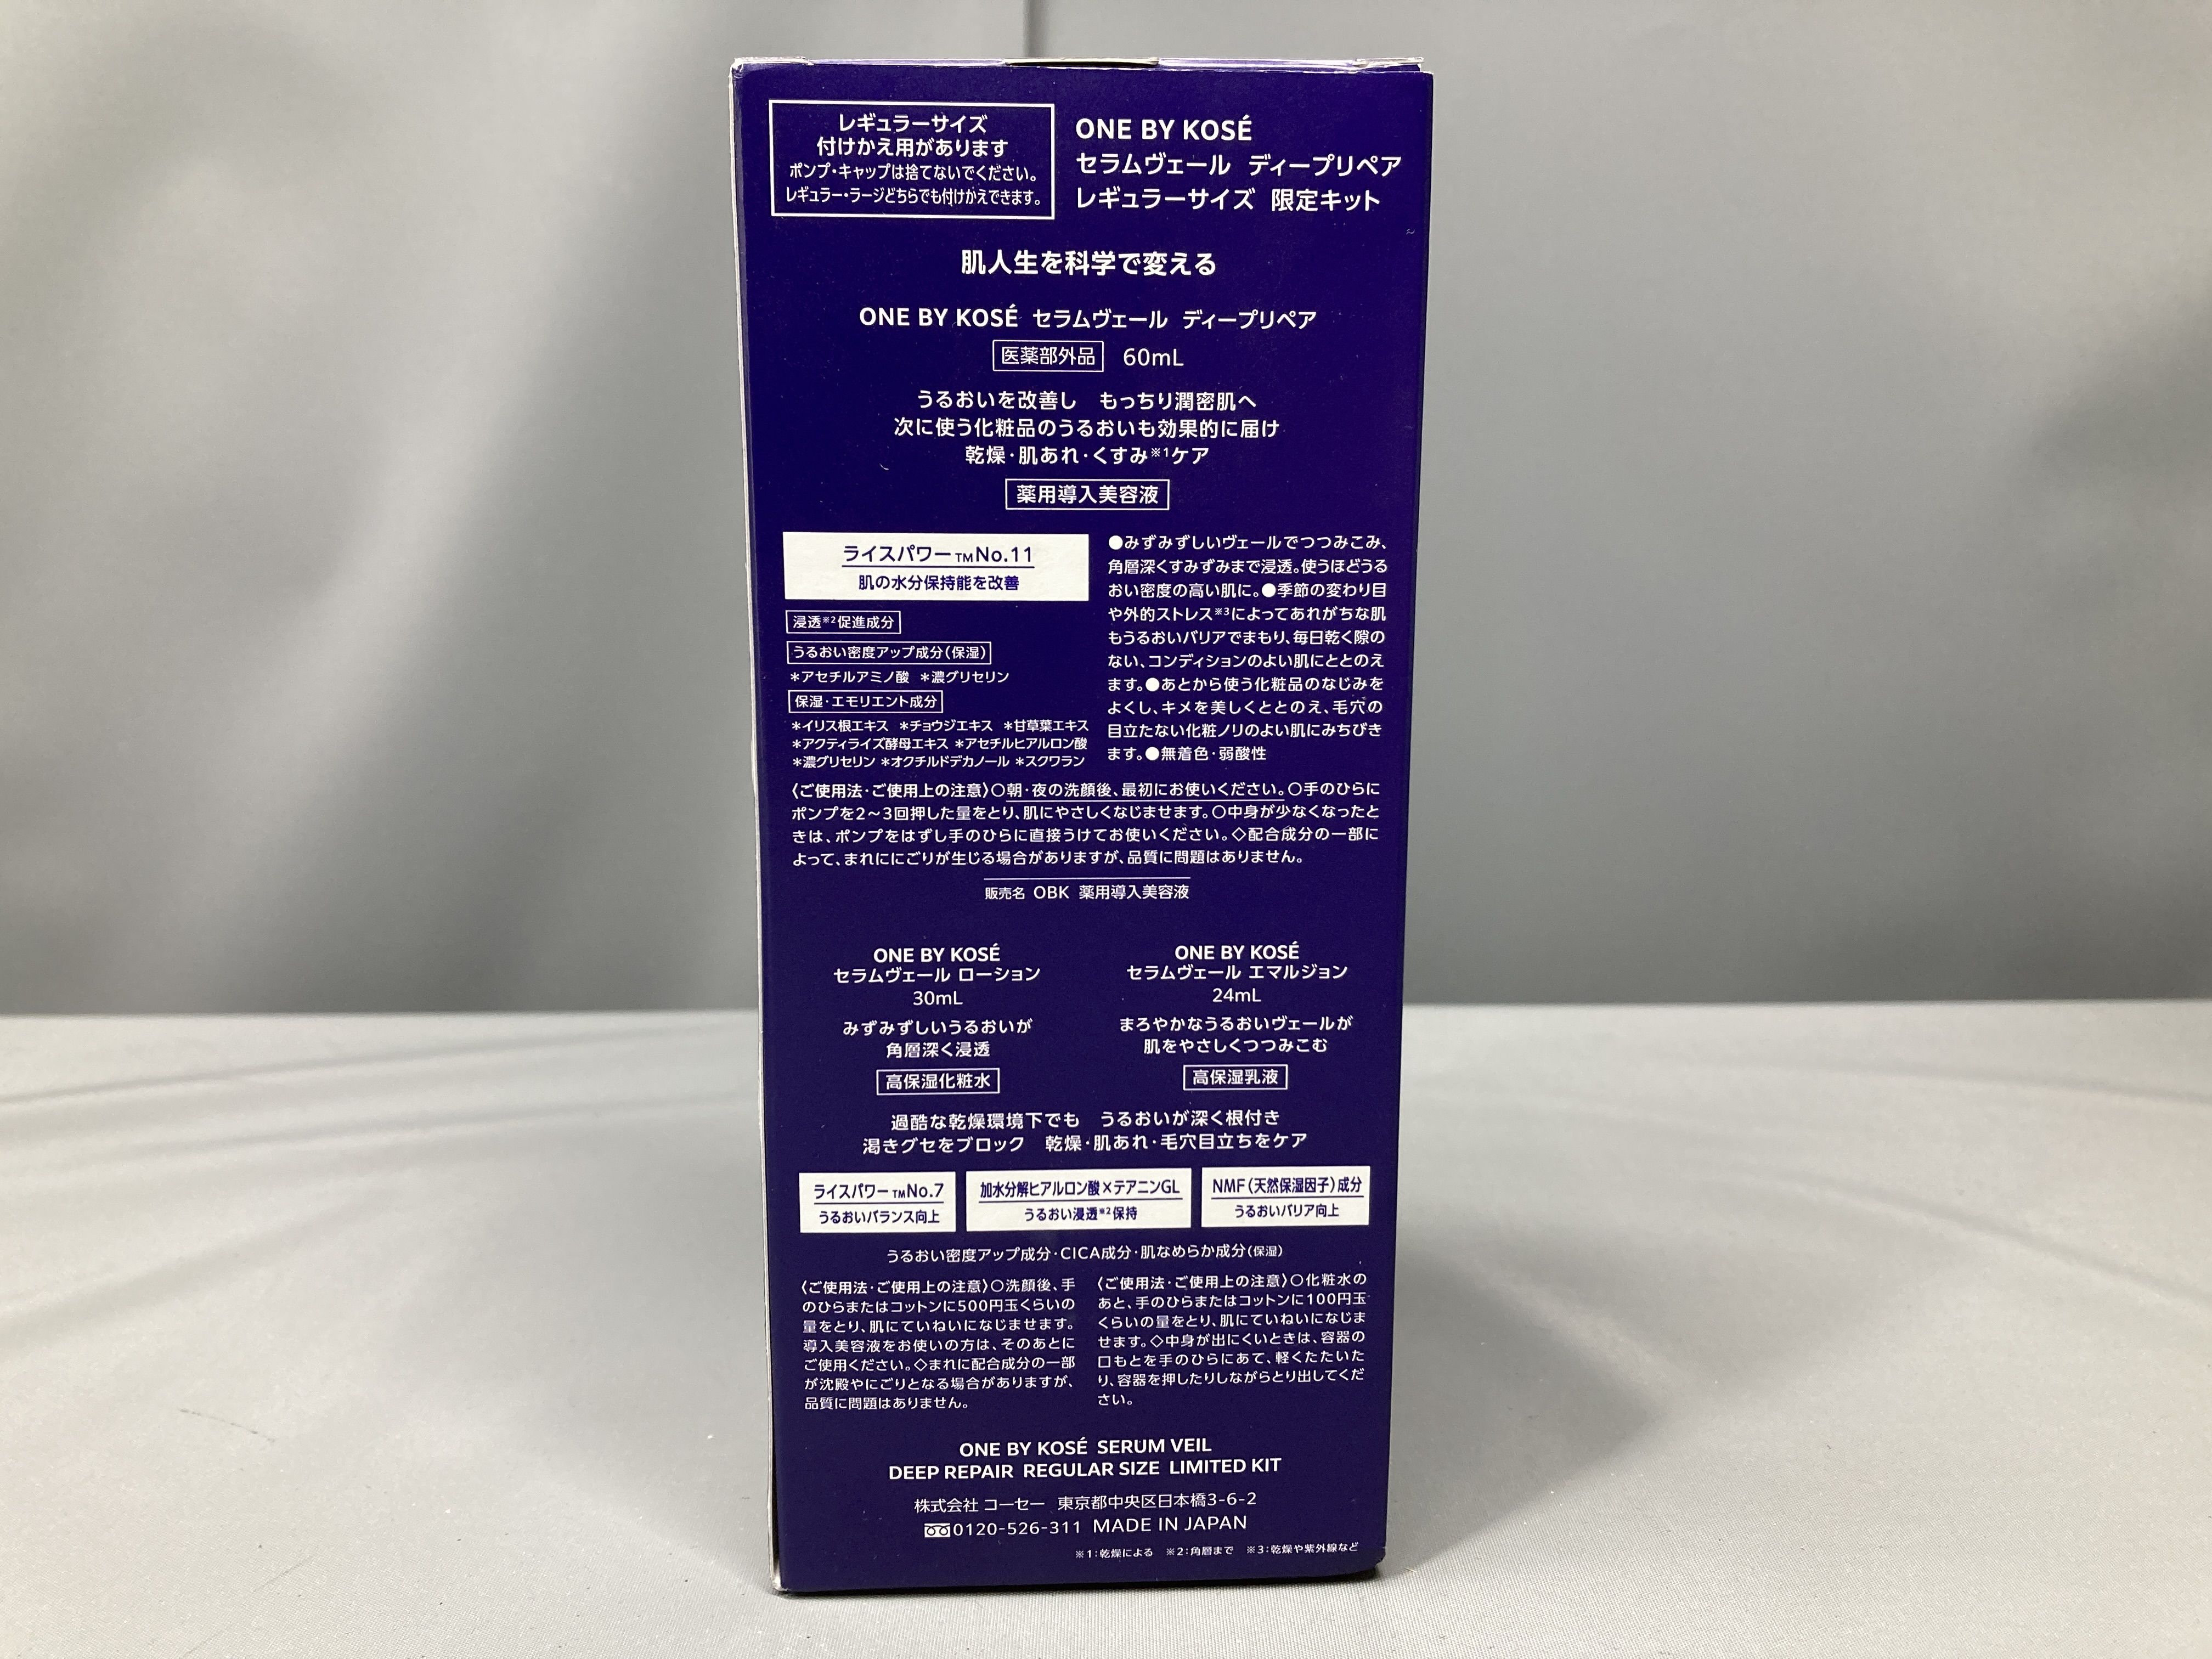 レギュラーサイズ
付けかえ用があります
ポンプ・キャップは捨てないでください。
レギュラー・ラージどちらでも付けかえできます。
ONE BY KOSÉ
セラムヴェール ディープリペア
レギュラーサイズ 限定キット
肌人生を科学で変える
ONE BY KOSÉ セラムヴェール ディープリペア
医薬部外品 60mL
うるおいを改善し もっちり潤密肌へ
次に使う化粧品のうるおいも効果的に届け
乾燥・肌あれ・くすみ※1ケア
薬用導入美容液
ライスパワー™No.11
肌の水分保持能を改善
浸透※2促進成分
うるおい密度アップ成分(保湿)
*アセチルアミノ酸 *濃グリセリン
保湿・エモリエント成分
*イリス根エキス *チョウジエキス *甘草葉エキス
*アクティライズ酵母エキス *アセチルヒアルロン酸
*濃グリセリン *オクチルドデカノール *スクワラン
●みずみずしいヴェールでつつみこみ、
角層深くすみずみまで浸透。使うほどうる
おい密度の高い肌に。●季節の変わり目
や外的ストレス※3によってあれがちな肌
もうるおいバリアでまもり、毎日乾く隙の
ない、コンディションのよい肌にととのえ
ます。●あとから使う化粧品のなじみを
よくし、キメを美しくととのえ、毛穴の
目立たない化粧ノリのよい肌にみちびき
ます。●無着色・弱酸性
〈ご使用法・ご使用上の注意〉○朝・夜の洗顔後、最初にお使いください。○手のひらに
ポンプを2～3回押した量をとり、肌にやさしくなじませます。○中身が少なくなったと
きは、ポンプをはずし手のひらに直接うけてお使いください。◇配合成分の一部に
よって、まれににごりが生じる場合がありますが、品質に問題はありません。
販売名 OBK 薬用導入美容液
ONE BY KOSÉ
セラムヴェール ローション
30mL
みずみずしいうるおいが
角層深く浸透
高保湿化粧水
ONE BY KOSÉ
セラムヴェール エマルジョン
24mL
まろやかなうるおいヴェールが
肌をやさしくつつみこむ
高保湿乳液
過酷な乾燥環境下でも うるおいが深く根付き
渇きグセをブロック 乾燥・肌あれ・毛穴目立ちをケア
ライスパワー™No.7
うるおいバランス向上
加水分解ヒアルロン酸×テアニンGL
うるおい浸透※2保持
NMF(天然保湿因子)成分
うるおいバリア向上
うるおい密度アップ成分・CICA成分・肌なめらか成分(保湿)
〈ご使用法・ご使用上の注意〉○洗顔後、手
のひらまたはコットンに500円玉くらいの
量をとり、肌にていねいになじませます。
導入美容液をお使いの方は、そのあとに
ご使用ください。◇まれに配合成分の一部
が沈殿やにごりとなる場合がありますが、
品質に問題はありません。
〈ご使用法・ご使用上の注意〉○化粧水の
あと、手のひらまたはコットンに100円玉
くらいの量をとり、肌にていねいになじま
せます。◇中身が出にくいときは、容器の
口もとを手のひらにあて、軽くたたいた
り、容器を押したりしながらとり出してくだ
さい。
ONE BY KOSÉ SERUM VEIL
DEEP REPAIR REGULAR SIZE LIMITED KIT
株式会社 コーセー 東京都中央区日本橋3-6-2
0120-526-311 MADE IN JAPAN
※1:乾燥による ※2:角層まで ※3:乾燥や紫外線など